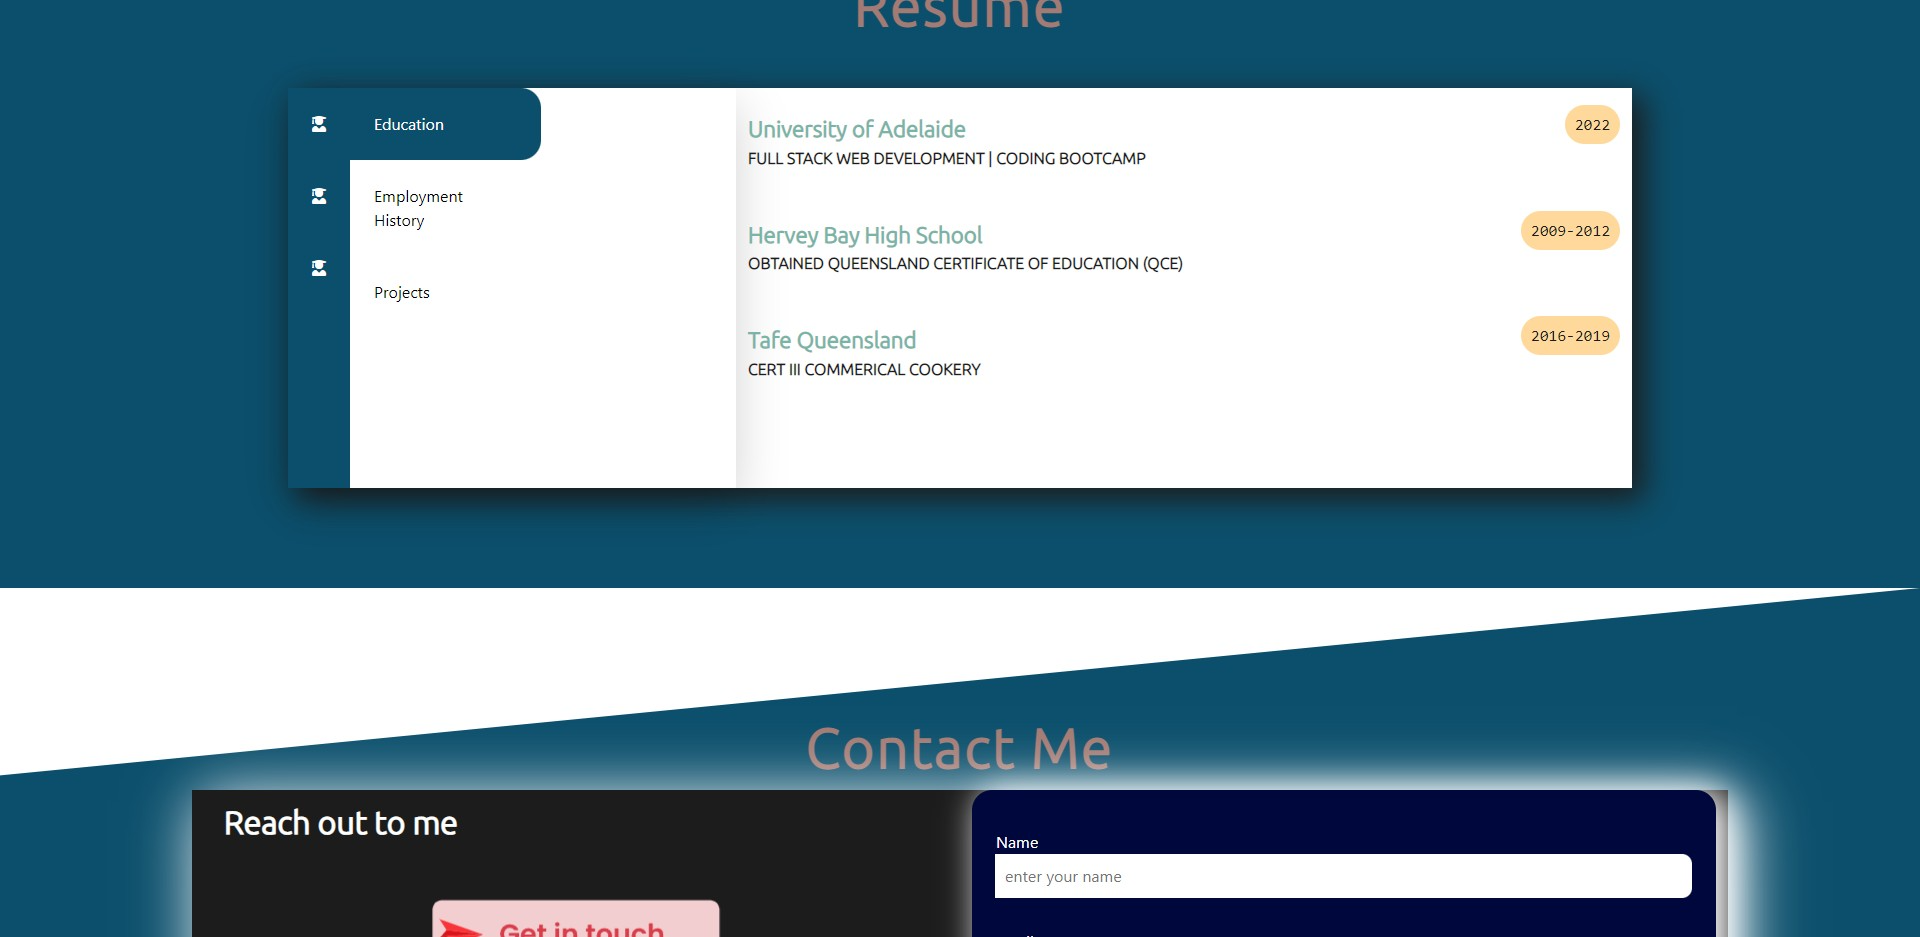 Resume
Education
Employment
History
Projects
University of Adelaide
2022
FULL STACK WEB DEVELOPMENT | CODING BOOTCAMP
Hervey Bay High School
2009-2012
OBTAINED QUEENSLAND CERTIFICATE OF EDUCATION (QCE)
Tafe Queensland
2016-2019
CERT III COMMERICAL COOKERY
Contact Me
Reach out to me
Get in touch
Name
enter your name